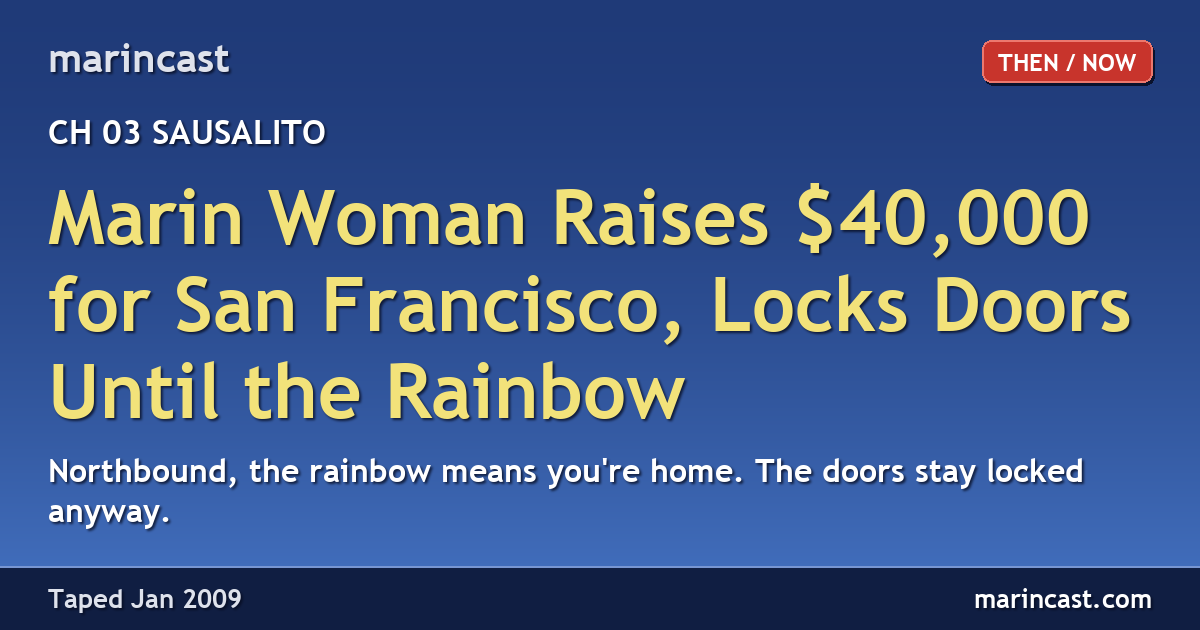 marincast
THEN / NOW
CH 03 SAUSALITO
Marin Woman Raises $40,000
for San Francisco, Locks Doors
Until the Rainbow
Northbound, the rainbow means you're home. The doors stay locked
anyway.
Taped Jan 2009
marincast.com